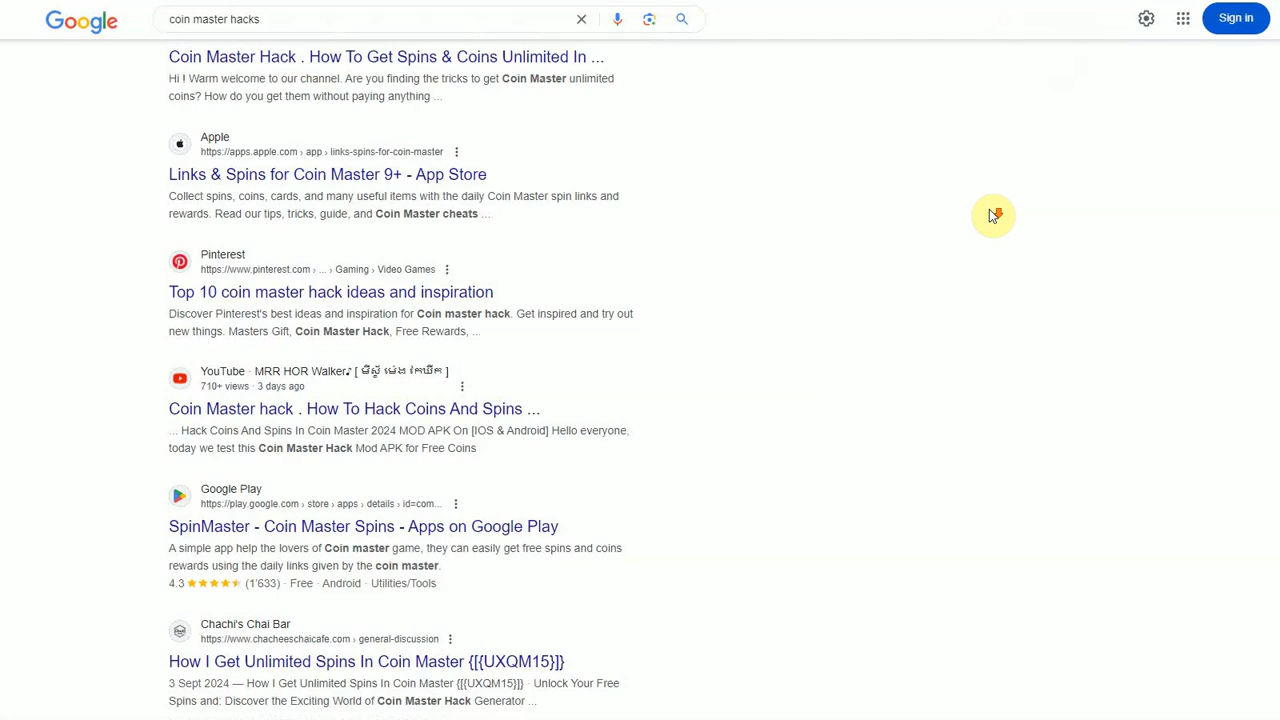 Google
coin master hacks
Sign in
Coin Master Hack . How To Get Spins & Coins Unlimited In ...
Hi ! Warm welcome to our channel. Are you finding the tricks to get Coin Master unlimited
coins? How do you get them without paying anything ...
Apple
https://apps.apple.com › app › links-spins-for-coin-master
Links & Spins for Coin Master 9+ - App Store
Collect spins, coins, cards, and many useful items with the daily Coin Master spin links and
rewards. Read our tips, tricks, guide, and Coin Master cheats ...
Pinterest
https://www.pinterest.com › ... › Gaming › Video Games
Top 10 coin master hack ideas and inspiration
Discover Pinterest's best ideas and inspiration for Coin master hack. Get inspired and try out
new things. Masters Gift, Coin Master Hack, Free Rewards, ...
YouTube · MRR HOR Walker♪ [ ]
710+ views · 3 days ago
Coin Master hack . How To Hack Coins And Spins ...
... Hack Coins And Spins In Coin Master 2024 MOD APK On [IOS & Android] Hello everyone,
today we test this Coin Master Hack Mod APK for Free Coins
Google Play
https://play.google.com › store › apps › details › id=com...
SpinMaster - Coin Master Spins - Apps on Google Play
A simple app help the lovers of Coin master game, they can easily get free spins and coins
rewards using the daily links given by the coin master.
4.3 ★★★★★ (1'633) · Free · Android · Utilities/Tools
Chachi's Chai Bar
https://www.chacheeschaicafe.com › general-discussion
How I Get Unlimited Spins In Coin Master {[{UXQM15}]}
3 Sept 2024 — How I Get Unlimited Spins In Coin Master {[{UXQM15}]} · Unlock Your Free
Spins and: Discover the Exciting World of Coin Master Hack Generator ...